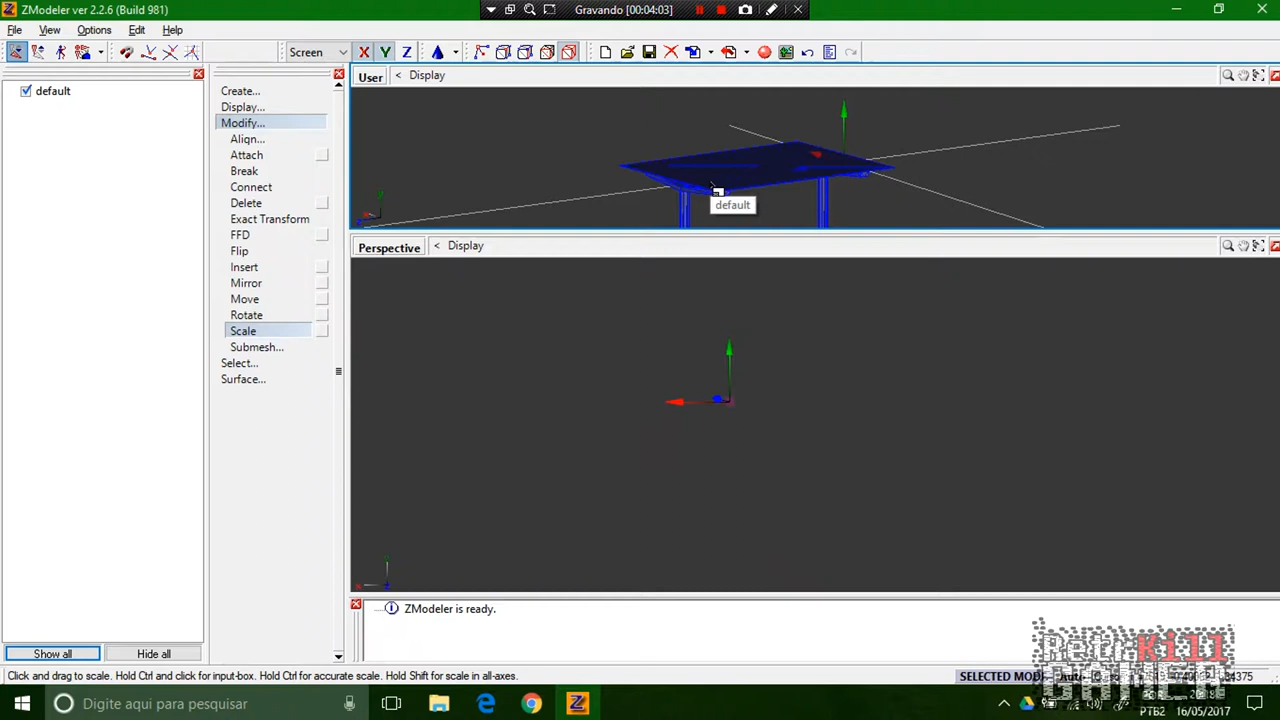 ZModeler ver 2.2.6 (Build 981)
Gravando [00:04:03]
File View Options Edit Help
Screen X Y Z
default
Create...
Display...
Modify...
Align...
Attach
Break
Connect
Delete
Exact Transform
FFD
Flip
Insert
Mirror
Move
Rotate
Scale
Submesh...
Select...
Surface...
User < Display
default
Perspective < Display
ZModeler is ready.
Show all Hide all
Click and drag to scale. Hold Ctrl and click for input-box. Hold Ctrl for accurate scale. Hold Shift for scale in all-axes.
SELECTED MODE
RetroKill
GAMER
Digite aqui para pesquisar
PTB2 16/05/2017